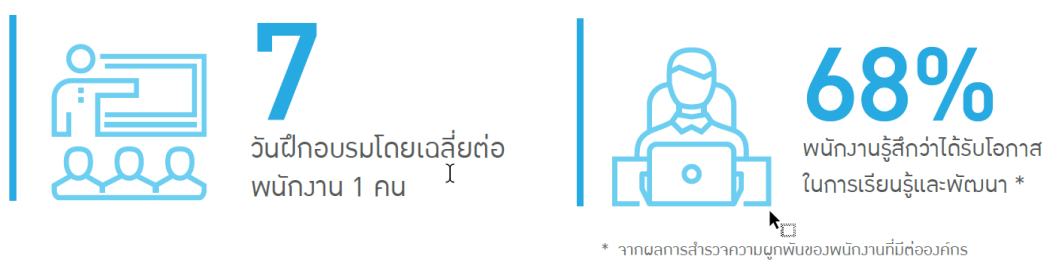 7
วันฝึกอบรมโดยเฉลี่ยต่อ
พนักงาน 1 คน
68%
พนักงานรู้สึกว่าได้รับโอกาส
ในการเรียนรู้และพัฒนา *
* จากผลการสำรวจความผูกพันของพนักงานที่มีต่อองค์กร